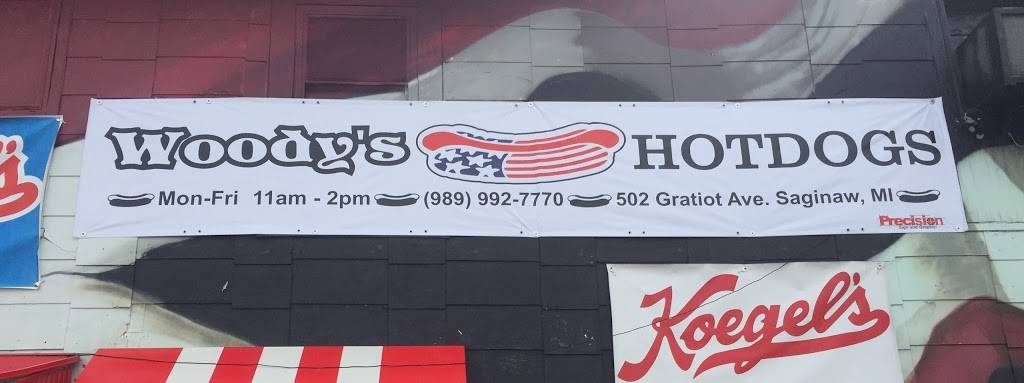 Woody's HOTDOGS
Mon-Fri 11am - 2pm (989) 992-7770 502 Gratiot Ave. Saginaw, MI
Precision
Koegel's